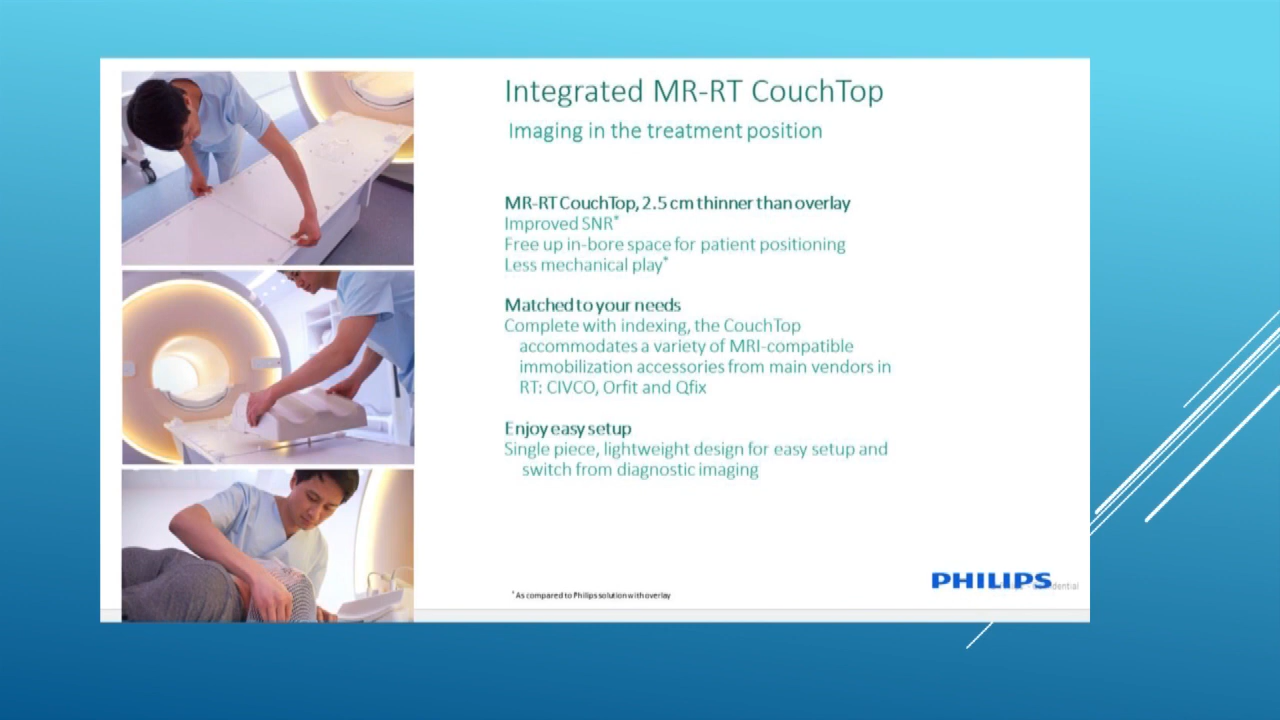 Integrated MR-RT CouchTop
Imaging in the treatment position
MR-RT CouchTop, 2.5 cm thinner than overlay
Improved SNR*
Free up in-bore space for patient positioning
Less mechanical play*
Matched to your needs
Complete with indexing, the CouchTop
accommodates a variety of MRI-compatible
immobilization accessories from main vendors in
RT: CIVCO, Orfit and Qfix
Enjoy easy setup
Single piece, lightweight design for easy setup and
switch from diagnostic imaging
PHILIPS
* As compared to Philips solution with overlay